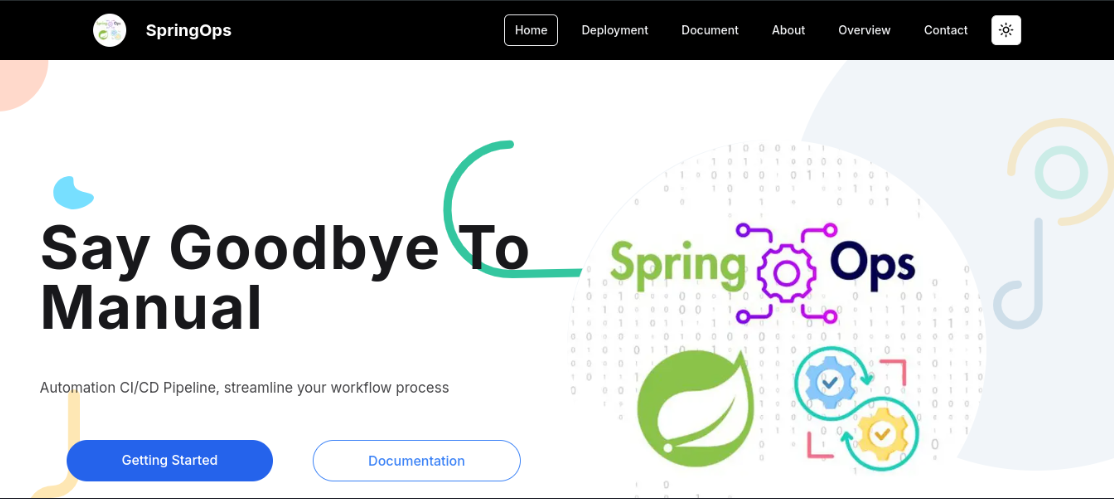 SpringOps
Home
Deployment
Document
About
Overview
Contact
Say Goodbye To
Manual
Automation CI/CD Pipeline, streamline your workflow process
Getting Started
Documentation
Spring Ops